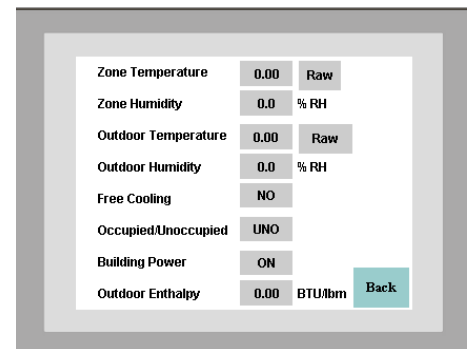 Zone Temperature 0.00 Raw
Zone Humidity 0.0 % RH
Outdoor Temperature 0.00 Raw
Outdoor Humidity 0.0 % RH
Free Cooling NO
Occupied/Unoccupied UNO
Building Power ON
Outdoor Enthalpy 0.00 BTU/lbm
Back